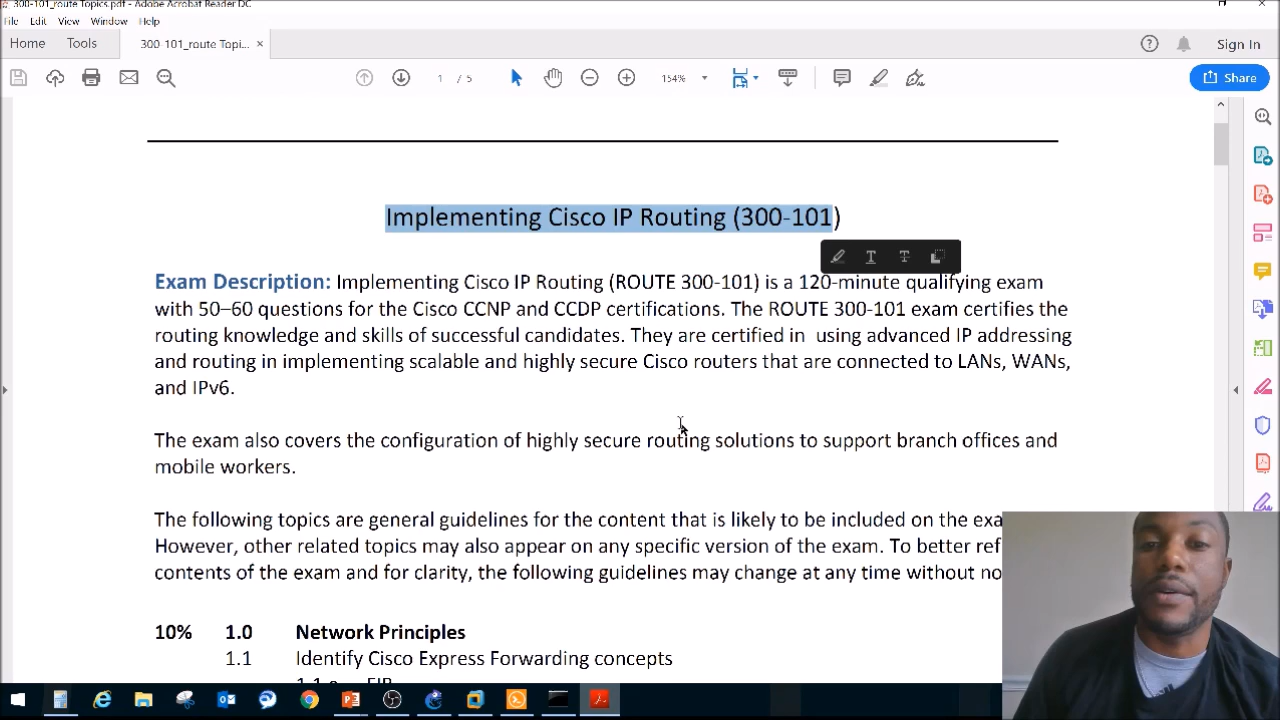 300-101_route Topics.pdf - Adobe Acrobat Reader DC
File Edit View Window Help
Home Tools 300-101_route Topi... × Sign In
1 / 5 154% Share
Implementing Cisco IP Routing (300-101)
Exam Description: Implementing Cisco IP Routing (ROUTE 300-101) is a 120-minute qualifying exam
with 50–60 questions for the Cisco CCNP and CCDP certifications. The ROUTE 300-101 exam certifies the
routing knowledge and skills of successful candidates. They are certified in using advanced IP addressing
and routing in implementing scalable and highly secure Cisco routers that are connected to LANs, WANs,
and IPv6.
The exam also covers the configuration of highly secure routing solutions to support branch offices and
mobile workers.
The following topics are general guidelines for the content that is likely to be included on the exa
However, other related topics may also appear on any specific version of the exam. To better ref
contents of the exam and for clarity, the following guidelines may change at any time without no
10% 1.0 Network Principles
1.1 Identify Cisco Express Forwarding concepts